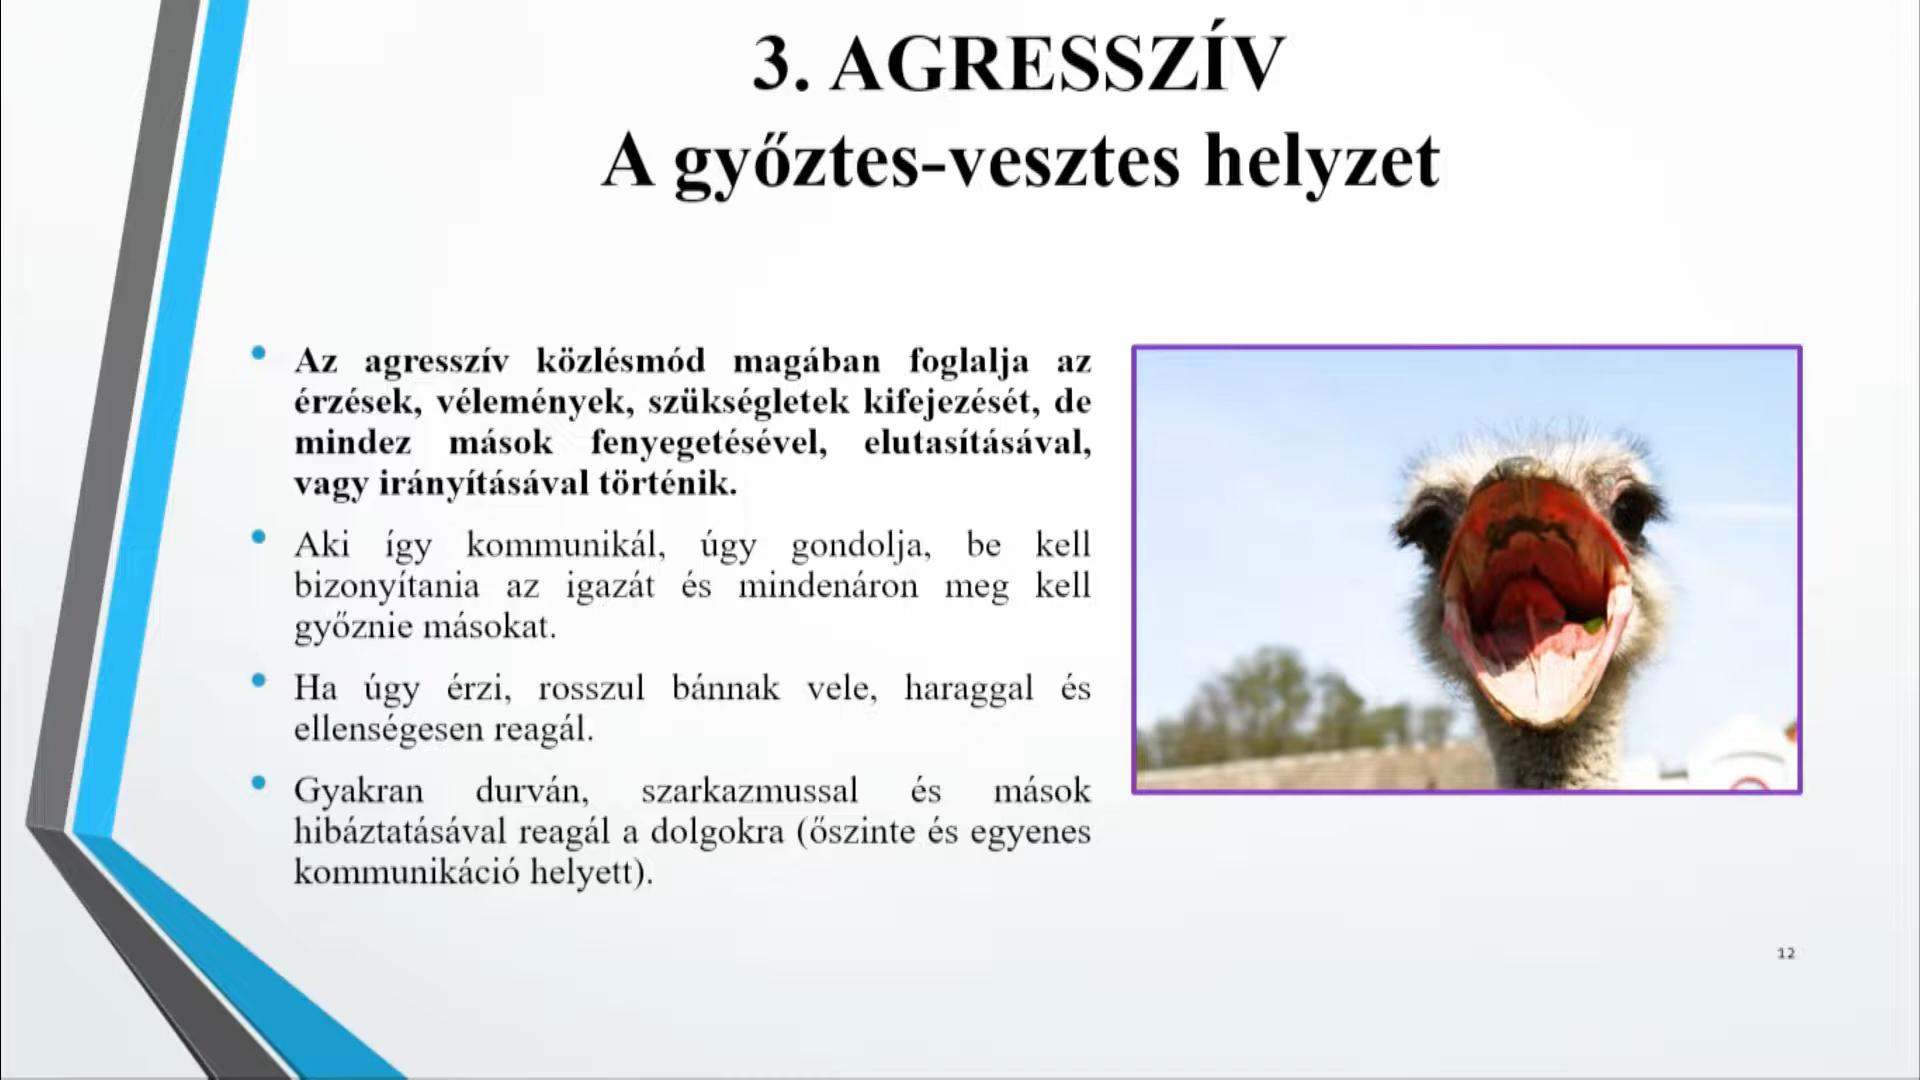 3. AGRESSZÍV
A győztes-vesztes helyzet
Az agresszív közlésmód magában foglalja az
érzések, vélemények, szükségletek kifejezését, de
mindez mások fenyegetésével, elutasításával,
vagy irányításával történik.
Aki így kommunikál, úgy gondolja, be kell
bizonyítania az igazát és mindenáron meg kell
győznie másokat.
Ha úgy érzi, rosszul bánnak vele, haraggal és
ellenségesen reagál.
Gyakran durván, szarkazmussal és mások
hibáztatásával reagál a dolgokra (őszinte és egyenes
kommunikáció helyett).
12